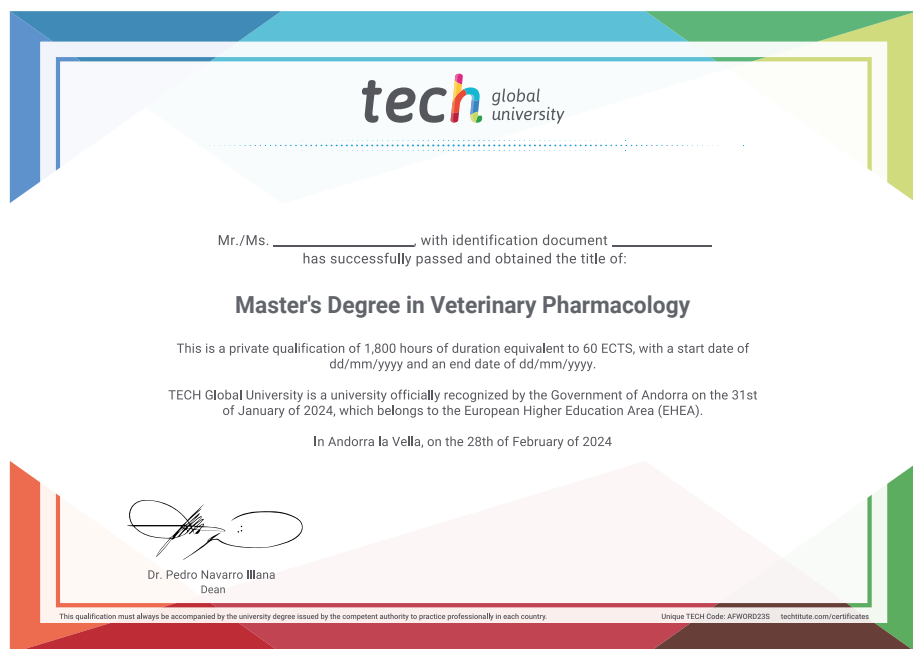 tech global university
Mr./Ms. ____________, with identification document ____________
has successfully passed and obtained the title of:
Master's Degree in Veterinary Pharmacology
This is a private qualification of 1,800 hours of duration equivalent to 60 ECTS, with a start date of
dd/mm/yyyy and an end date of dd/mm/yyyy.
TECH Global University is a university officially recognized by the Government of Andorra on the 31st
of January of 2024, which belongs to the European Higher Education Area (EHEA).
In Andorra la Vella, on the 28th of February of 2024
Dr. Pedro Navarro Illana
Dean
This qualification must always be accompanied by the university degree issued by the competent authority to practice professionally in each country. Unique TECH Code: AFWORD23S techtitute.com/certificates